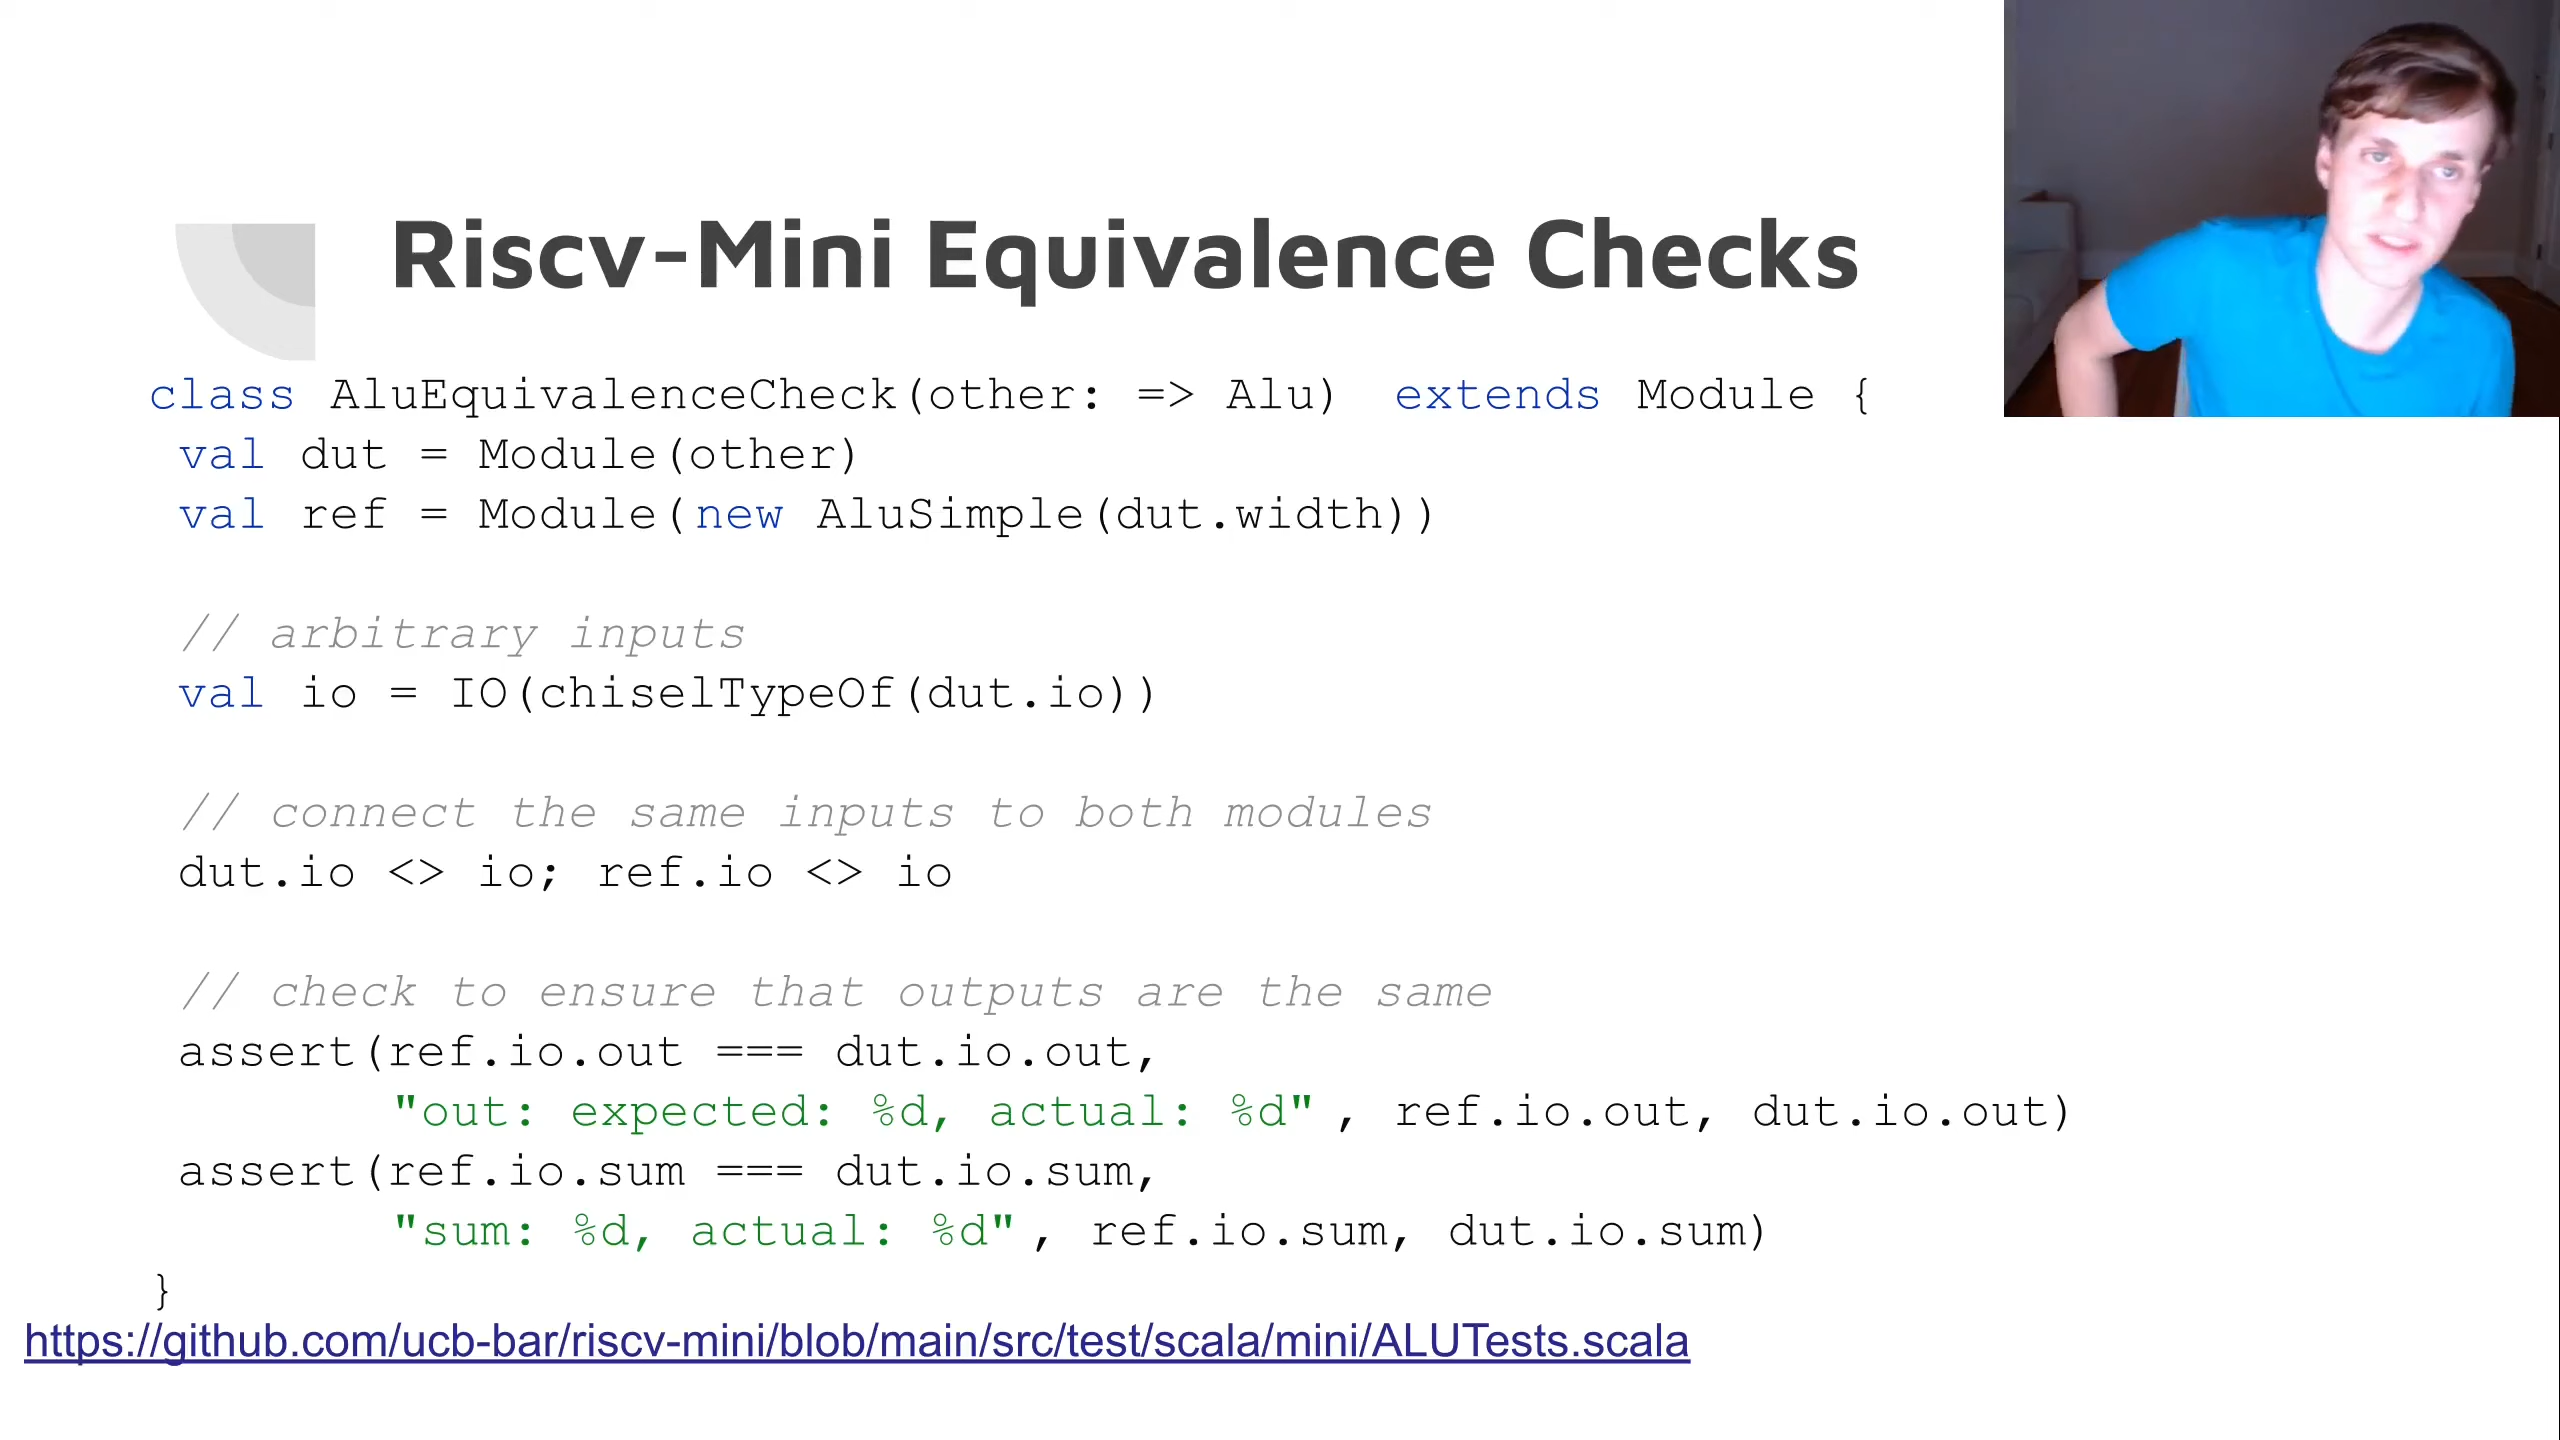 Riscv-Mini Equivalence Checks
class AluEquivalenceCheck(other: => Alu) extends Module {
val dut = Module(other)
val ref = Module(new AluSimple(dut.width))
// arbitrary inputs
val io = IO(chiselTypeOf(dut.io))
// connect the same inputs to both modules
dut.io <> io; ref.io <> io
// check to ensure that outputs are the same
assert(ref.io.out === dut.io.out,
"out: expected: %d, actual: %d", ref.io.out, dut.io.out)
assert(ref.io.sum === dut.io.sum,
"sum: %d, actual: %d", ref.io.sum, dut.io.sum)
}
https://github.com/ucb-bar/riscv-mini/blob/main/src/test/scala/mini/ALUTests.scala